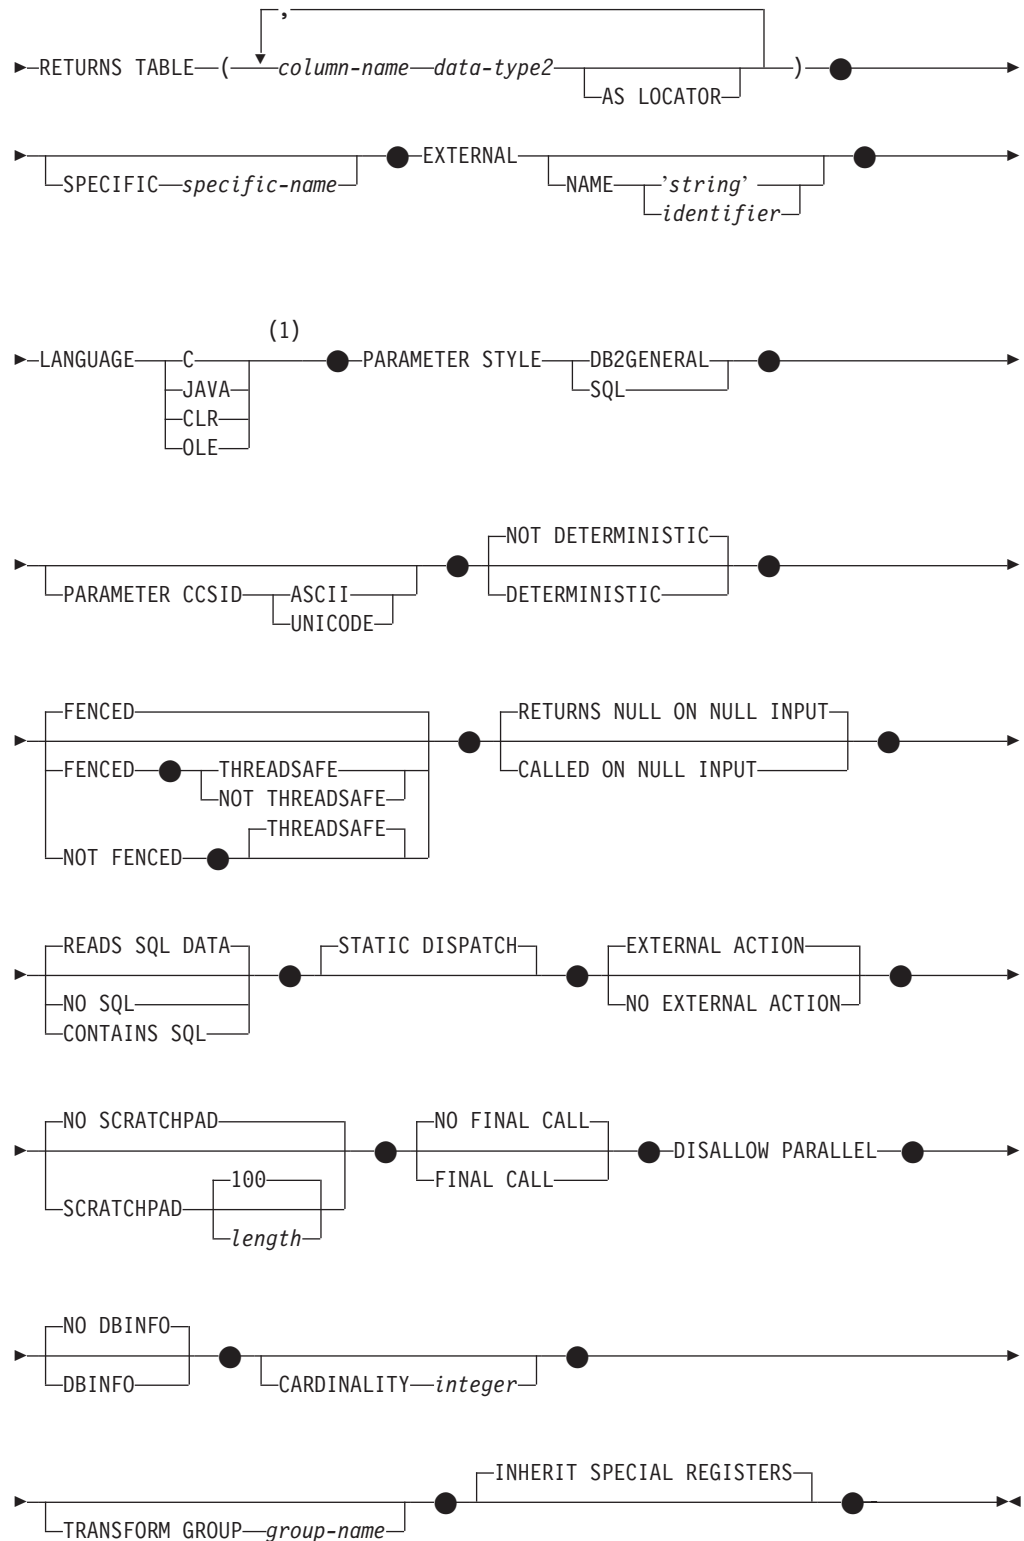 ,
RETURNS TABLE ( column-name data-type2 )
AS LOCATOR
EXTERNAL
SPECIFIC specific-name NAME 'string'
identifier
(1)
LANGUAGE C PARAMETER STYLE DB2GENERAL
JAVA SQL
CLR
OLE
NOT DETERMINISTIC
PARAMETER CCSID ASCII DETERMINISTIC
UNICODE
FENCED RETURNS NULL ON NULL INPUT
FENCED THREADSAFE CALLED ON NULL INPUT
NOT THREADSAFE
THREADSAFE
NOT FENCED
READS SQL DATA STATIC DISPATCH EXTERNAL ACTION
NO SQL NO EXTERNAL ACTION
CONTAINS SQL
NO SCRATCHPAD NO FINAL CALL
DISALLOW PARALLEL
100 FINAL CALL
SCRATCHPAD
length
NO DBINFO
DBINFO CARDINALITY integer
INHERIT SPECIAL REGISTERS
TRANSFORM GROUP group-name